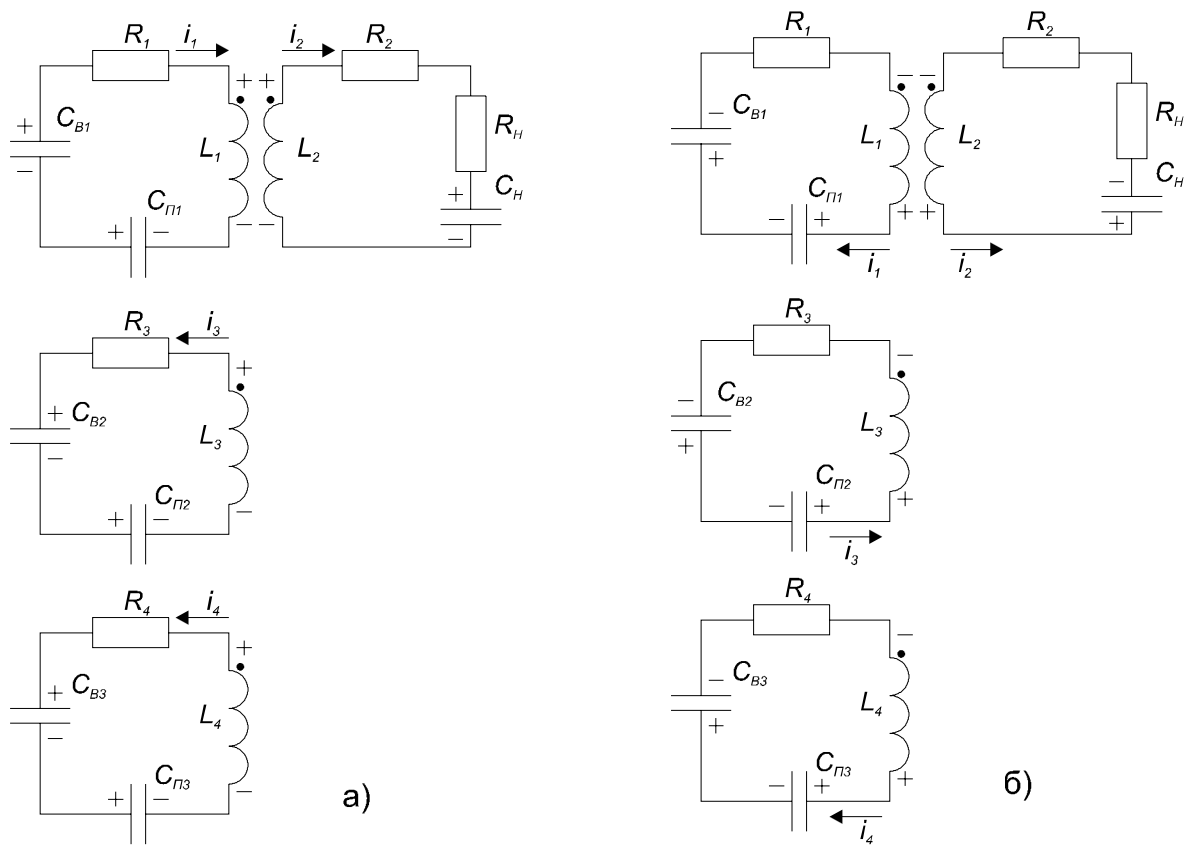 R1 i1 i2 R2
+ + +
CВ1 + − L1 L2 RН
CП1 + − − − + CН −
R3 i3
+
+ CВ2 − L3
CП2 + − −
R4 i4
+
+ CВ3 − L4
CП3 + − −
а)
R1 R2
− −
− CВ1 + L1 L2 RН
CП1 − + + + − CН +
i1 i2
R3
−
− CВ2 + L3
CП2 − + +
i3
R4
−
− CВ3 + L4
CП3 − + +
i4
б)